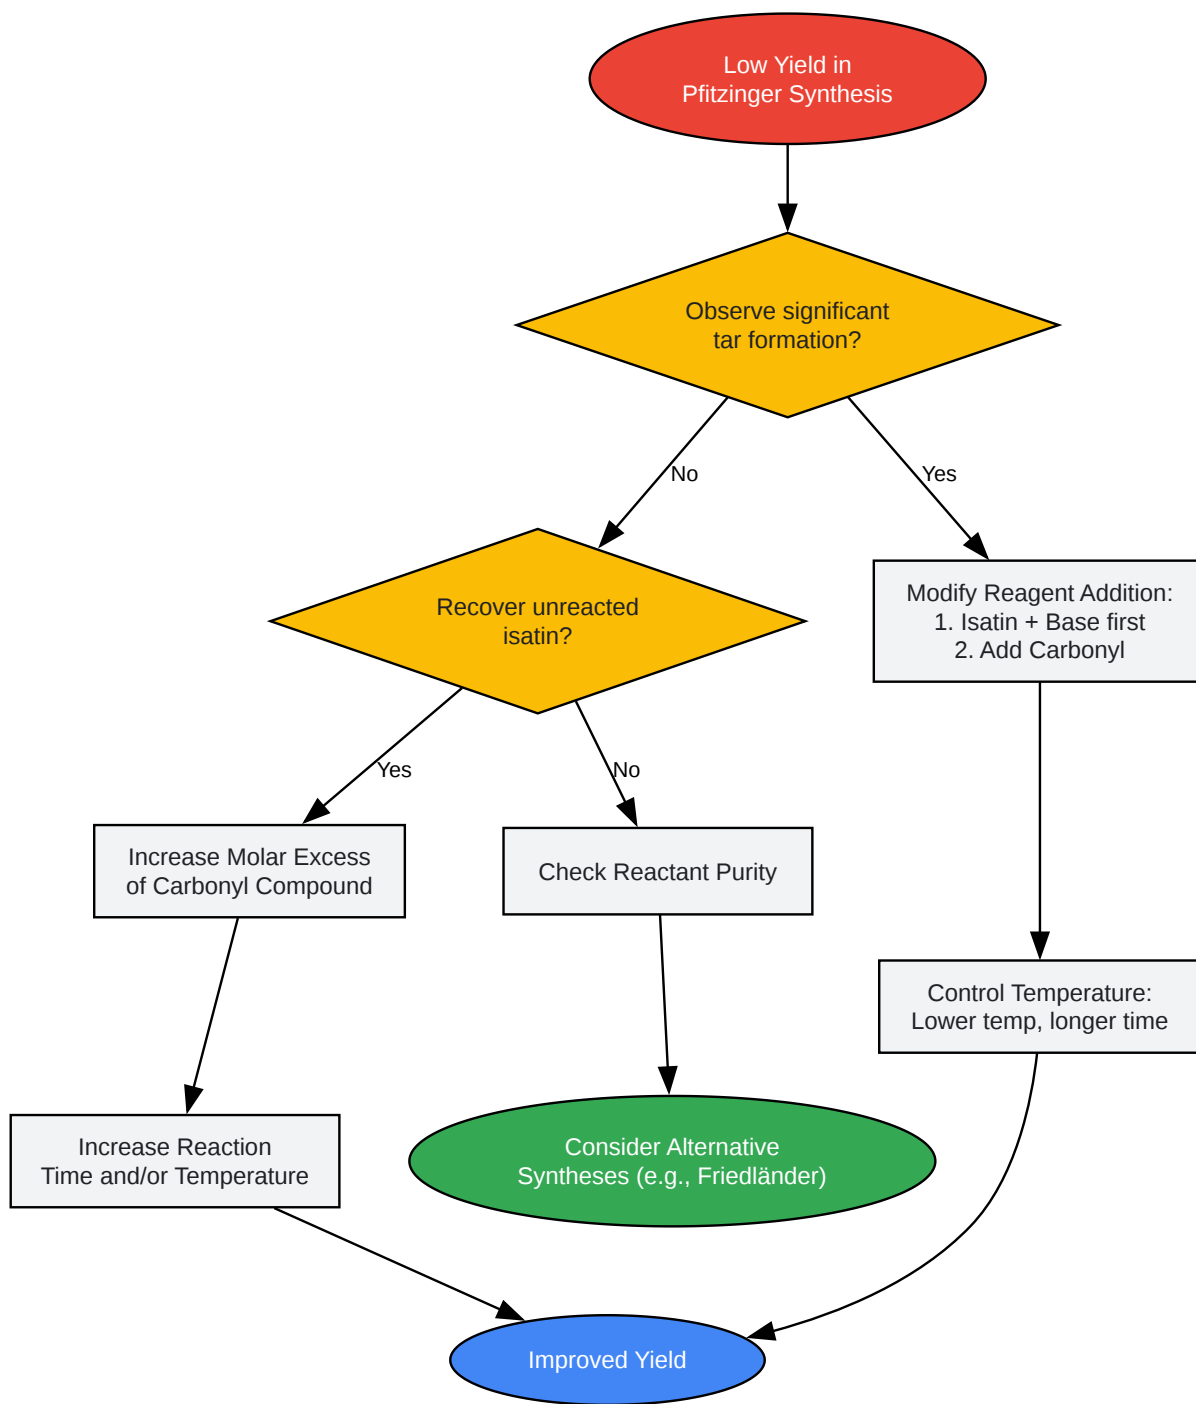 Low Yield in
Pfitzinger Synthesis
Observe significant
tar formation?
No
Yes
Recover unreacted
isatin?
Modify Reagent Addition:
1. Isatin + Base first
2. Add Carbonyl
Yes
No
Increase Molar Excess
of Carbonyl Compound
Check Reactant Purity
Control Temperature:
Lower temp, longer time
Increase Reaction
Time and/or Temperature
Consider Alternative
Syntheses (e.g., Friedländer)
Improved Yield